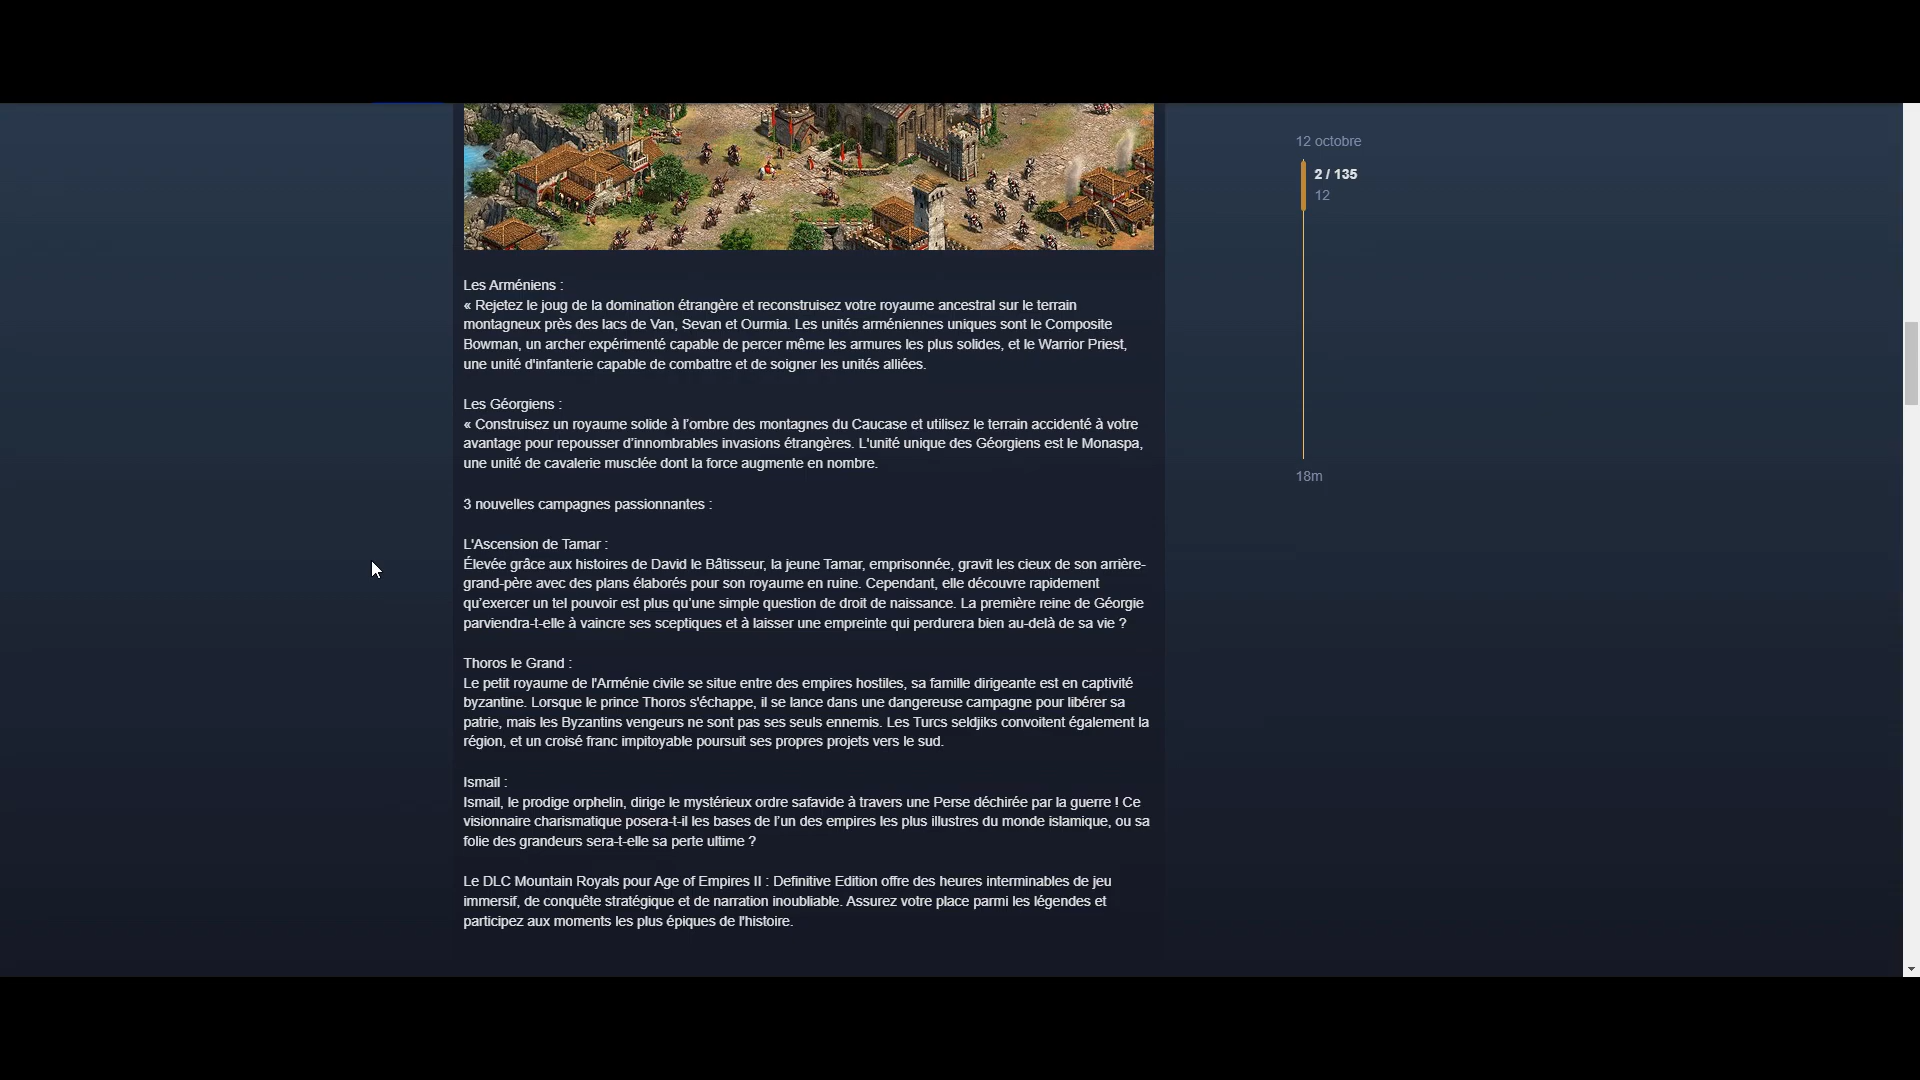 12 octobre
2 / 135
12
18m
Les Arméniens :
« Rejetez le joug de la domination étrangère et reconstruisez votre royaume ancestral sur le terrain
montagneux près des lacs de Van, Sevan et Ourmia. Les unités arméniennes uniques sont le Composite
Bowman, un archer expérimenté capable de percer même les armures les plus solides, et le Warrior Priest,
une unité d'infanterie capable de combattre et de soigner les unités alliées.
Les Géorgiens :
« Construisez un royaume solide à l’ombre des montagnes du Caucase et utilisez le terrain accidenté à votre
avantage pour repousser d’innombrables invasions étrangères. L'unité unique des Géorgiens est le Monaspa,
une unité de cavalerie musclée dont la force augmente en nombre.
3 nouvelles campagnes passionnantes :
L'Ascension de Tamar :
Élevée grâce aux histoires de David le Bâtisseur, la jeune Tamar, emprisonnée, gravit les cieux de son arrière-
grand-père avec des plans élaborés pour son royaume en ruine. Cependant, elle découvre rapidement
qu’exercer un tel pouvoir est plus qu’une simple question de droit de naissance. La première reine de Géorgie
parviendra-t-elle à vaincre ses sceptiques et à laisser une empreinte qui perdurera bien au-delà de sa vie ?
Thoros le Grand :
Le petit royaume de l'Arménie civile se situe entre des empires hostiles, sa famille dirigeante est en captivité
byzantine. Lorsque le prince Thoros s'échappe, il se lance dans une dangereuse campagne pour libérer sa
patrie, mais les Byzantins vengeurs ne sont pas ses seuls ennemis. Les Turcs seldjiks convoitent également la
région, et un croisé franc impitoyable poursuit ses propres projets vers le sud.
Ismail :
Ismail, le prodige orphelin, dirige le mystérieux ordre safavide à travers une Perse déchirée par la guerre ! Ce
visionnaire charismatique posera-t-il les bases de l’un des empires les plus illustres du monde islamique, ou sa
folie des grandeurs sera-t-elle sa perte ultime ?
Le DLC Mountain Royals pour Age of Empires II : Definitive Edition offre des heures interminables de jeu
immersif, de conquête stratégique et de narration inoubliable. Assurez votre place parmi les légendes et
participez aux moments les plus épiques de l'histoire.